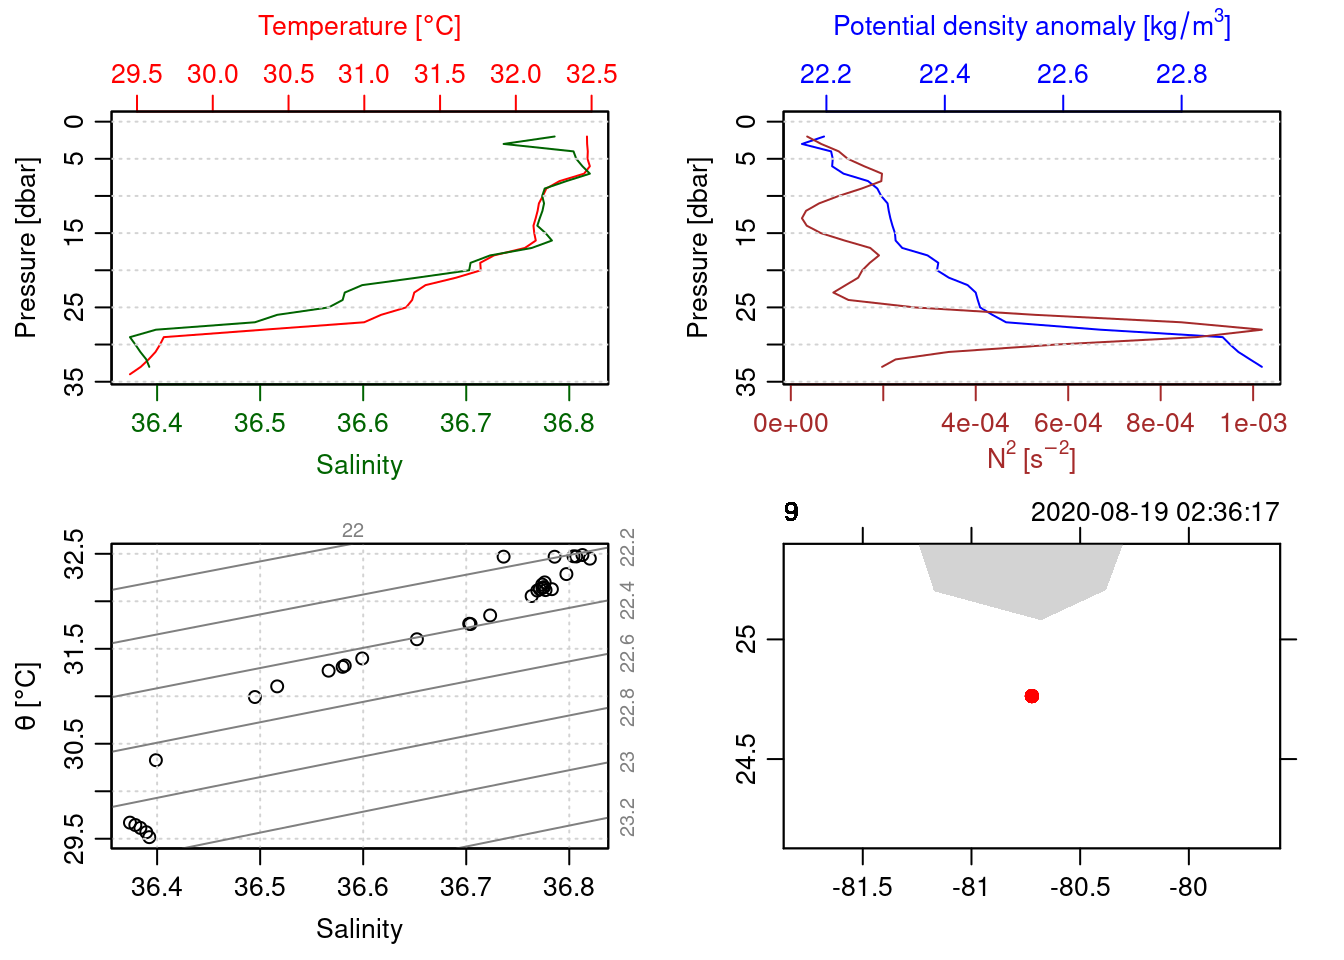 Temperature [°C]
29.5 30.0 30.5 31.0 31.5 32.0 32.5
0
5
15
25
35
Pressure [dbar]
36.4 36.5 36.6 36.7 36.8
Salinity
Potential density anomaly [kg/m³]
22.2 22.4 22.6 22.8
0
5
15
25
35
Pressure [dbar]
0e+00 4e-04 6e-04 8e-04 1e-03
N² [s⁻²]
22
22.2
22.4
22.6
22.8
23
23.2
32.5
31.5
30.5
29.5
θ [°C]
36.4 36.5 36.6 36.7 36.8
Salinity
2020-08-19 02:36:17
25
24.5
-81.5 -81 -80.5 -80